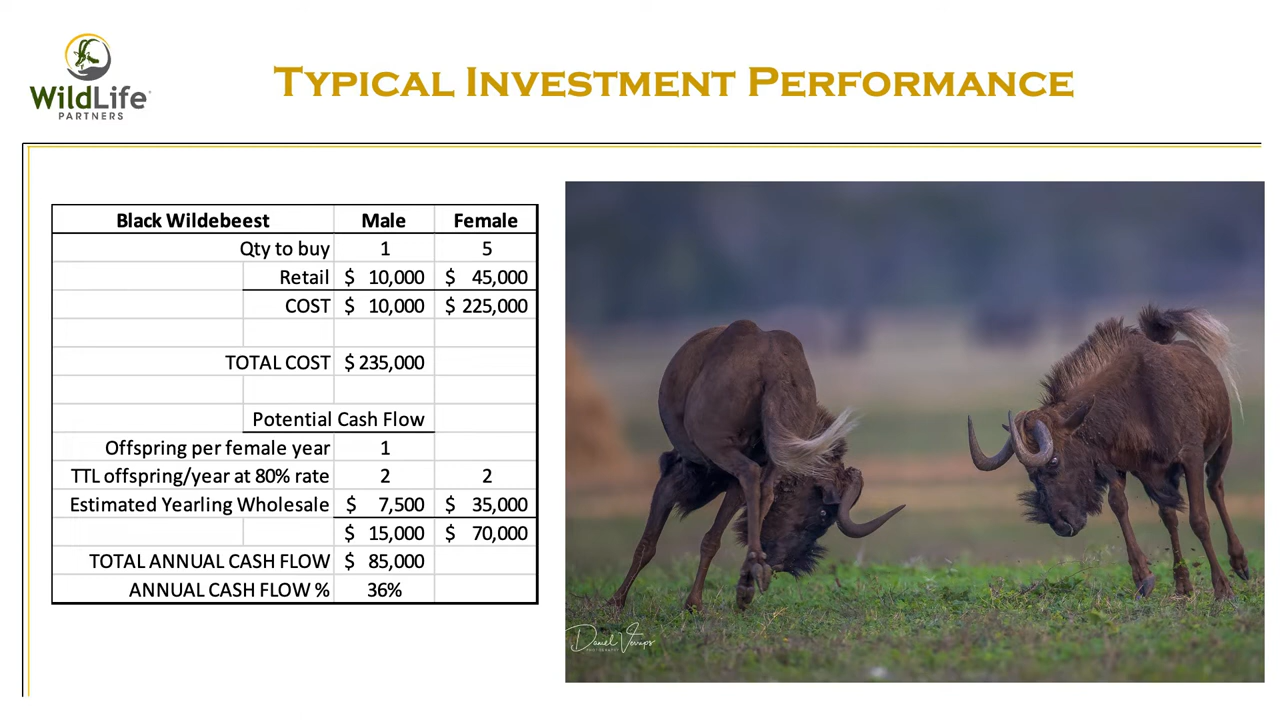 WildLife
PARTNERS
TYPICAL INVESTMENT PERFORMANCE
Black Wildebeest Male Female
Qty to buy 1 5
Retail $ 10,000 $ 45,000
COST $ 10,000 $ 225,000
TOTAL COST $ 235,000
Potential Cash Flow
Offspring per female year 1
TTL offspring/year at 80% rate 2 2
Estimated Yearling Wholesale $ 7,500 $ 35,000
$ 15,000 $ 70,000
TOTAL ANNUAL CASH FLOW $ 85,000
ANNUAL CASH FLOW % 36%
Daniel
PHOTOGRAPHY